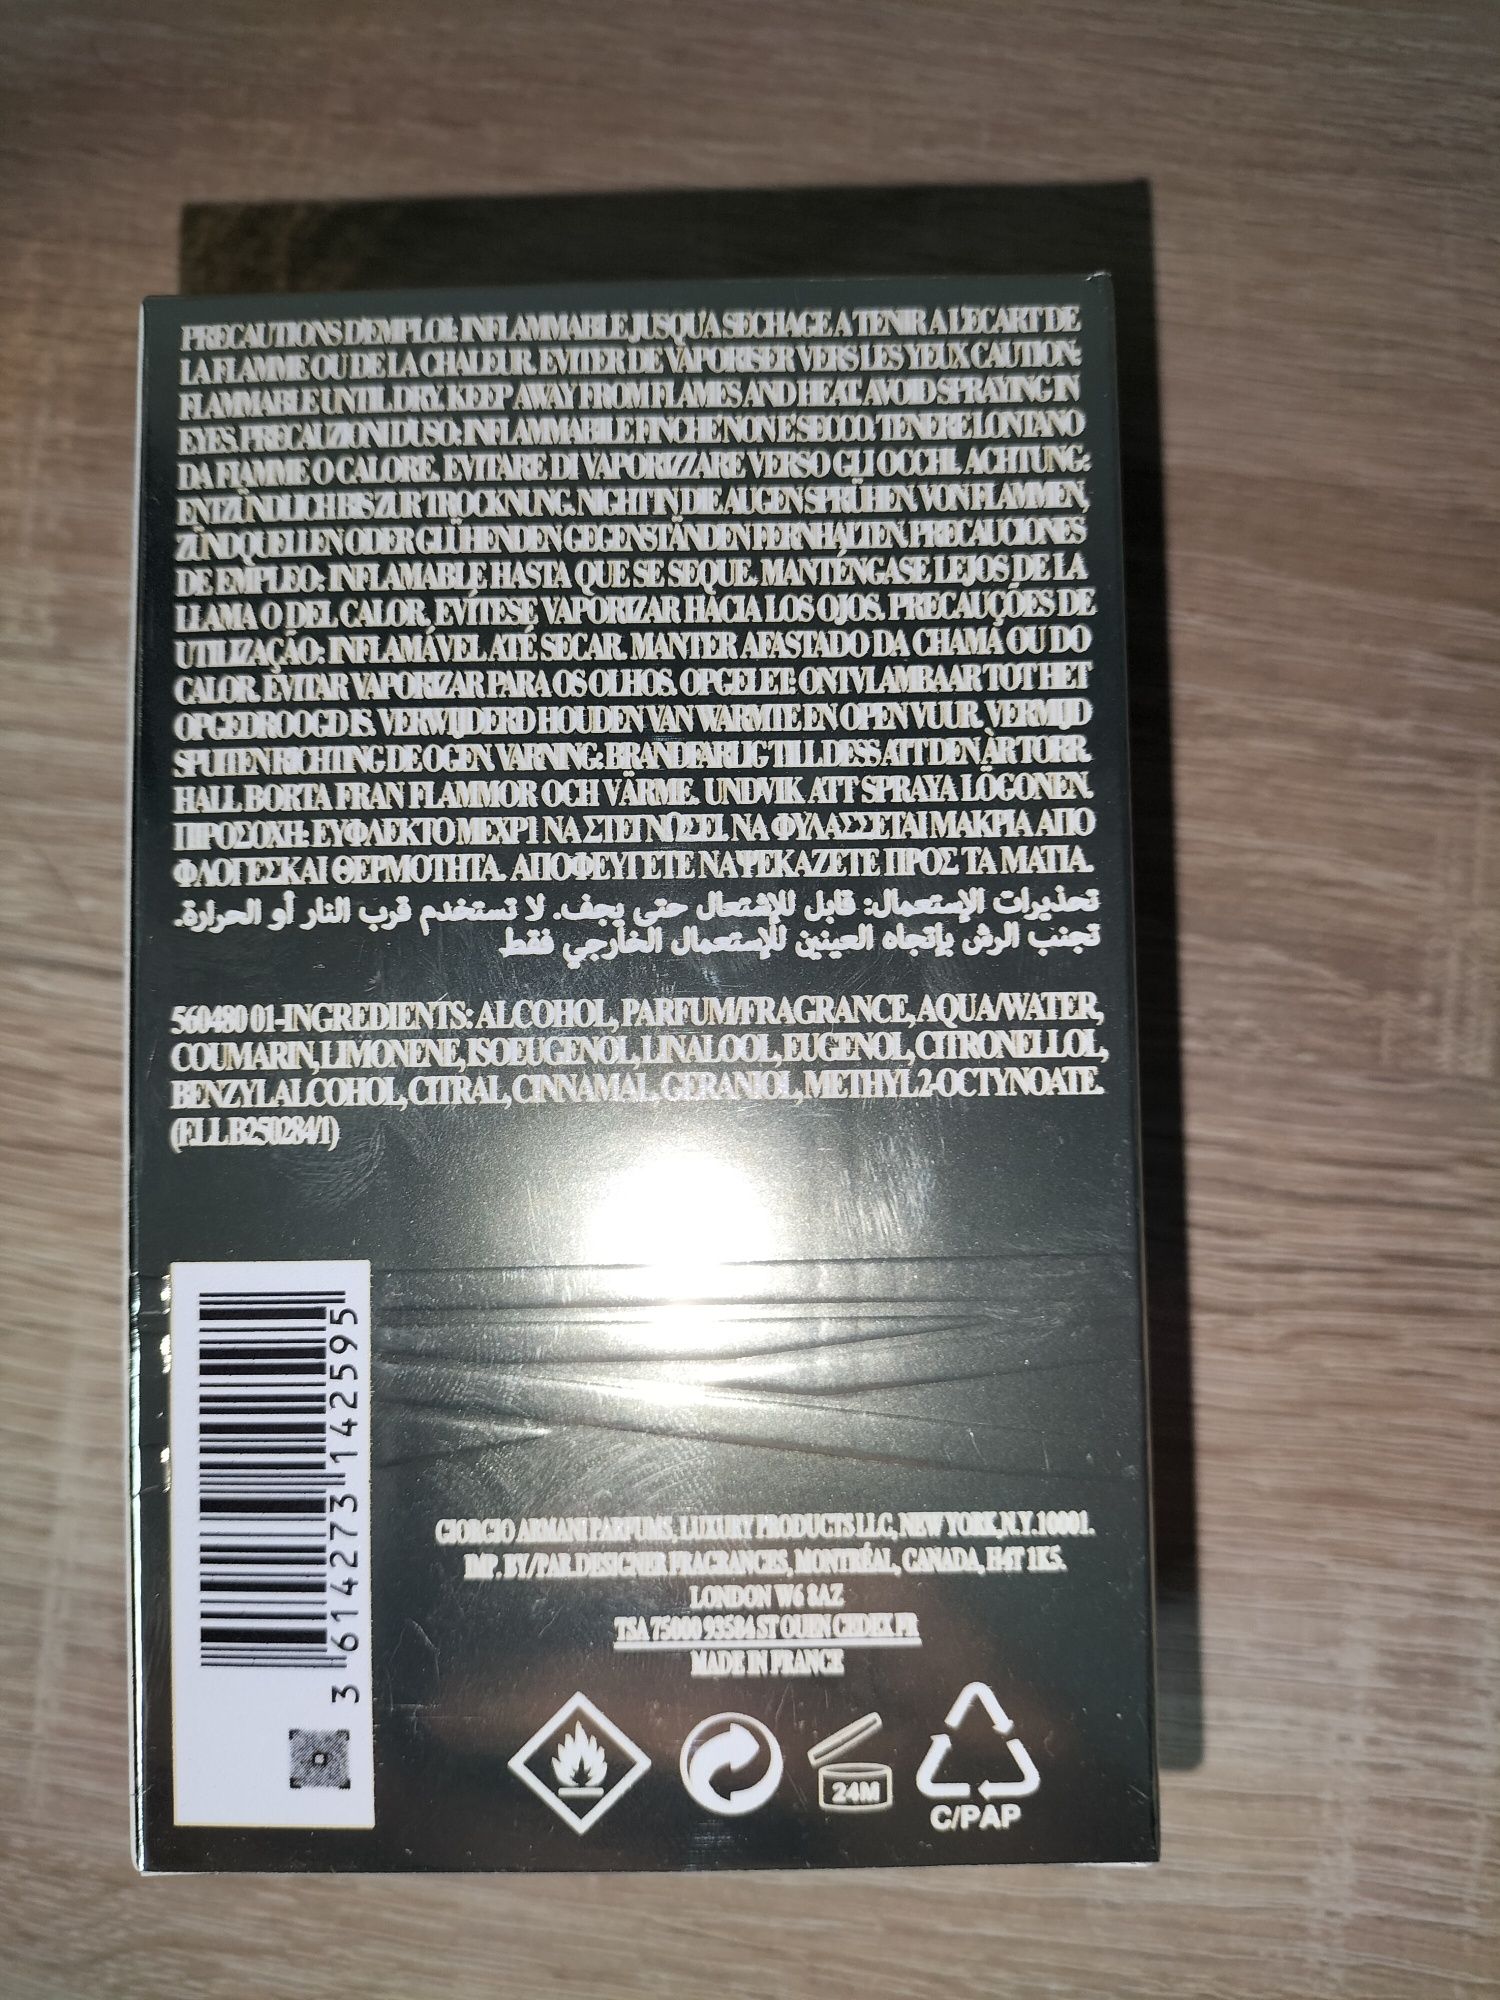 PRECAUTIONS D'EMPLOI: INFLAMMABLE JUSQU'A SECHAGE A TENIR A L'ECART DE
LA FLAMME OU DE LA CHALEUR. EVITER DE VAPORISER VERS LES YEUX CAUTION:
FLAMMABLE UNTIL DRY. KEEP AWAY FROM FLAMES AND HEAT. AVOID SPRAYING IN
EYES. PRECAUZIONI D'USO: INFLAMMABILE FINCHE' NON E SECCO. TENERE LONTANO
DA FIAMME O CALORE. EVITARE DI VAPORIZZARE VERSO GLI OCCHI. ACHTUNG:
ENTZÜNDLICH BIS ZUR TROCKNUNG. NIGHT IN DIE AUGEN SPRÜHEN. VON FLAMMEN,
ZÜNDQUELLEN ODER GLÜHENDEN GEGENSTÄNDEN FERNHALTEN. PRECAUCIONES
DE EMPLEO: INFLAMABLE HASTA QUE SE SEQUE. MANTÉNGASE LEJOS DE LA
LLAMA O DEL CALOR, EVÍTESE VAPORIZAR HACIA LOS OJOS. PRECAUÇÕES DE
UTILIZAÇÃO: INFLAMÁVEL ATÉ SECAR. MANTER AFASTADO DA CHAMA OU DO
CALOR. EVITAR VAPORIZAR PARA OS OLHOS. OPGELET: ONTVLAMBAAR TOT HET
OPGEDROOGD IS. VERWIJDERD HOUDEN VAN WARMTE EN OPEN VUUR. VERMIJD
SPUITEN RICHTING DE OGEN. VARNING: BRANDFARLIG TILL DESS ATT DEN ÀR TORR.
HALL BORTA FRAN FLAMMOR OCH VÄRME. UNDVIK ATT SPRAYA I ÖGONEN.
ΠΡΟΣΟΧΗ: ΕΥΦΛΕΚΤΟ ΜΕΧΡΙ ΝΑ ΣΤΕΓΝΩΣΕΙ. ΝΑ ΦΥΛΑΣΣΕΤΑΙ ΜΑΚΡΙΑ ΑΠΟ
ΦΛΟΓΕΣ ΚΑΙ ΘΕΡΜΟΤΗΤΑ. ΑΠΟΦΕΥΓΕΤΕ ΝΑ ΨΕΚΑΖΕΤΕ ΠΡΟΣ ΤΑ ΜΑΤΙΑ.
تحذيرات الإستعمال: قابل للإشتعال حتى يجف. لا تستخدم قرب النار أو الحرارة.
تجنب الرش بإتجاه العينين للإستعمال الخارجي فقط
560480 01-INGREDIENTS: ALCOHOL, PARFUM/FRAGRANCE, AQUA/WATER,
COUMARIN, LIMONENE, ISOEUGENOL, LINALOOL, EUGENOL, CITRONELLOL,
BENZYL ALCOHOL, CITRAL, CINNAMAL, GERANIOL, METHYL 2-OCTYNOATE.
(F.I.L B250284/1)
3 614273 142595
GIORGIO ARMANI PARFUMS, LUXURY PRODUCTS LLC, NEW YORK, N.Y. 10001.
IMP. BY/PAR DESIGNER FRAGRANCES, MONTRÉAL, CANADA, H4T 1K5.
LONDON W6 8AZ
TSA 75000 93584 ST OUEN CEDEX FR
MADE IN FRANCE
24M
C/PAP